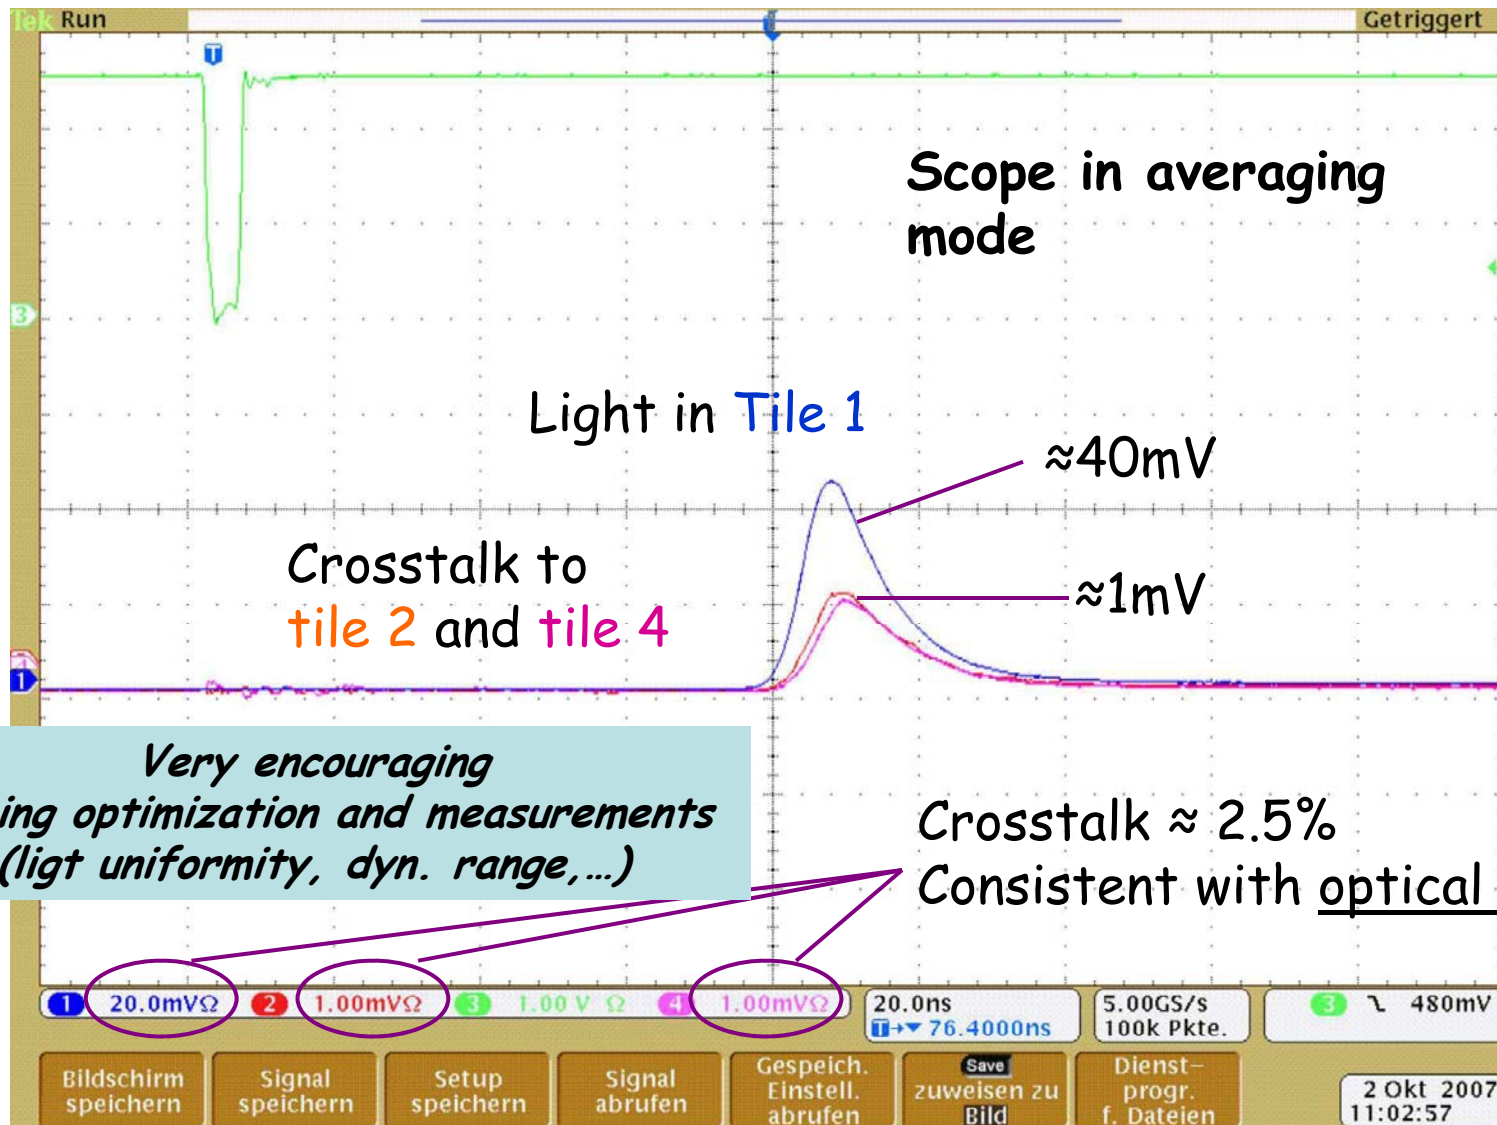 Tek Run Getriggert
T
Scope in averaging
mode
3
Light in Tile 1
≈40mV
Crosstalk to
tile 2 and tile 4
≈1mV
1
Very encouraging
ing optimization and measurements
(ligt uniformity, dyn. range,…)
Crosstalk ≈ 2.5%
Consistent with optical
1 20.0mVΩ 2 1.00mVΩ 3 1.00 V Ω 4 1.00mVΩ
20.0ns
T→▼ 76.4000ns
5.00GS/s
100k Pkte.
3 480mV
Bildschirm
speichern
Signal
speichern
Setup
speichern
Signal
abrufen
Gespeich.
Einstell.
abrufen
Save
zuweisen zu
Bild
Dienst-
progr.
f. Dateien
2 Okt 2007
11:02:57